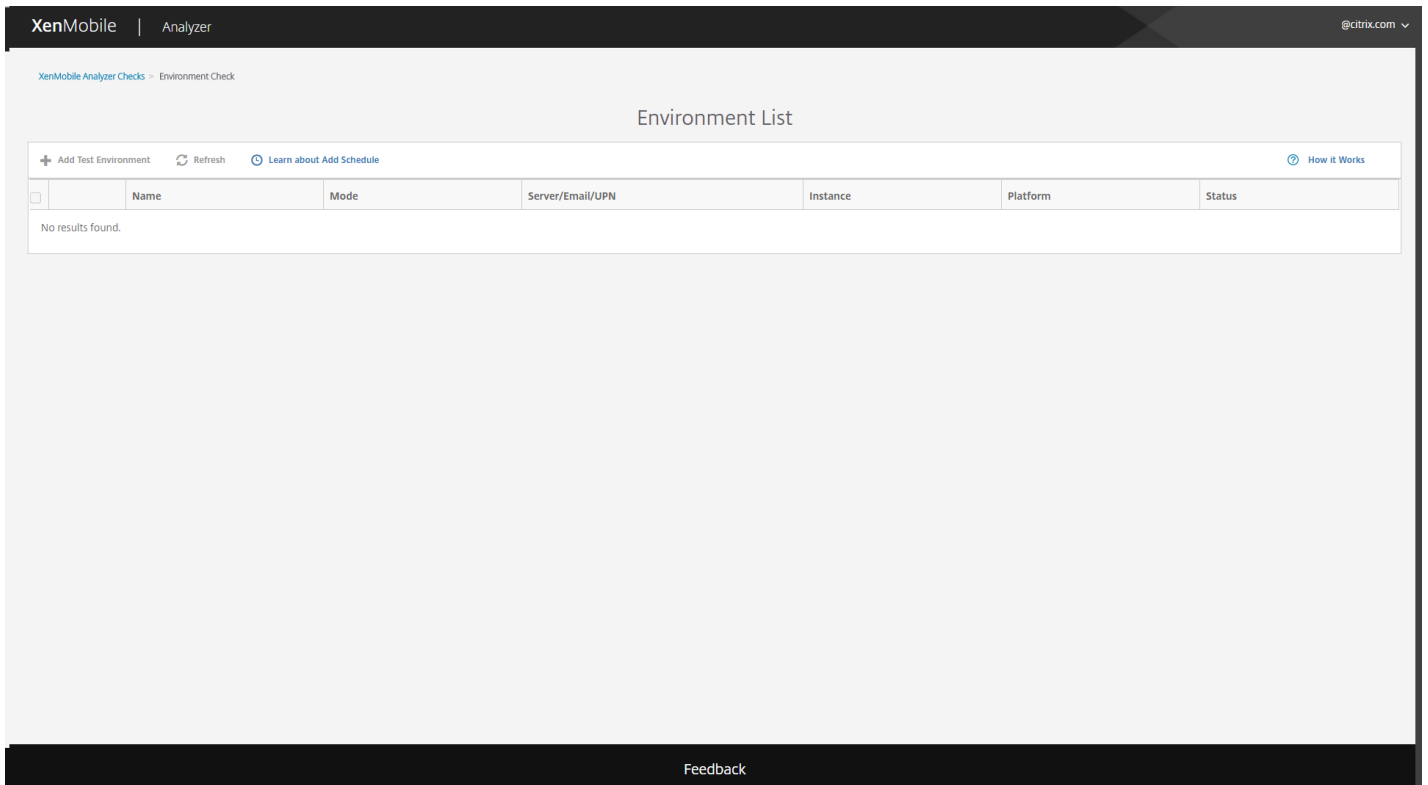 XenMobile | Analyzer @citrix.com
XenMobile Analyzer Checks > Environment Check
Environment List
Add Test Environment Refresh Learn about Add Schedule How it Works
Name Mode Server/Email/UPN Instance Platform Status
No results found.
Feedback